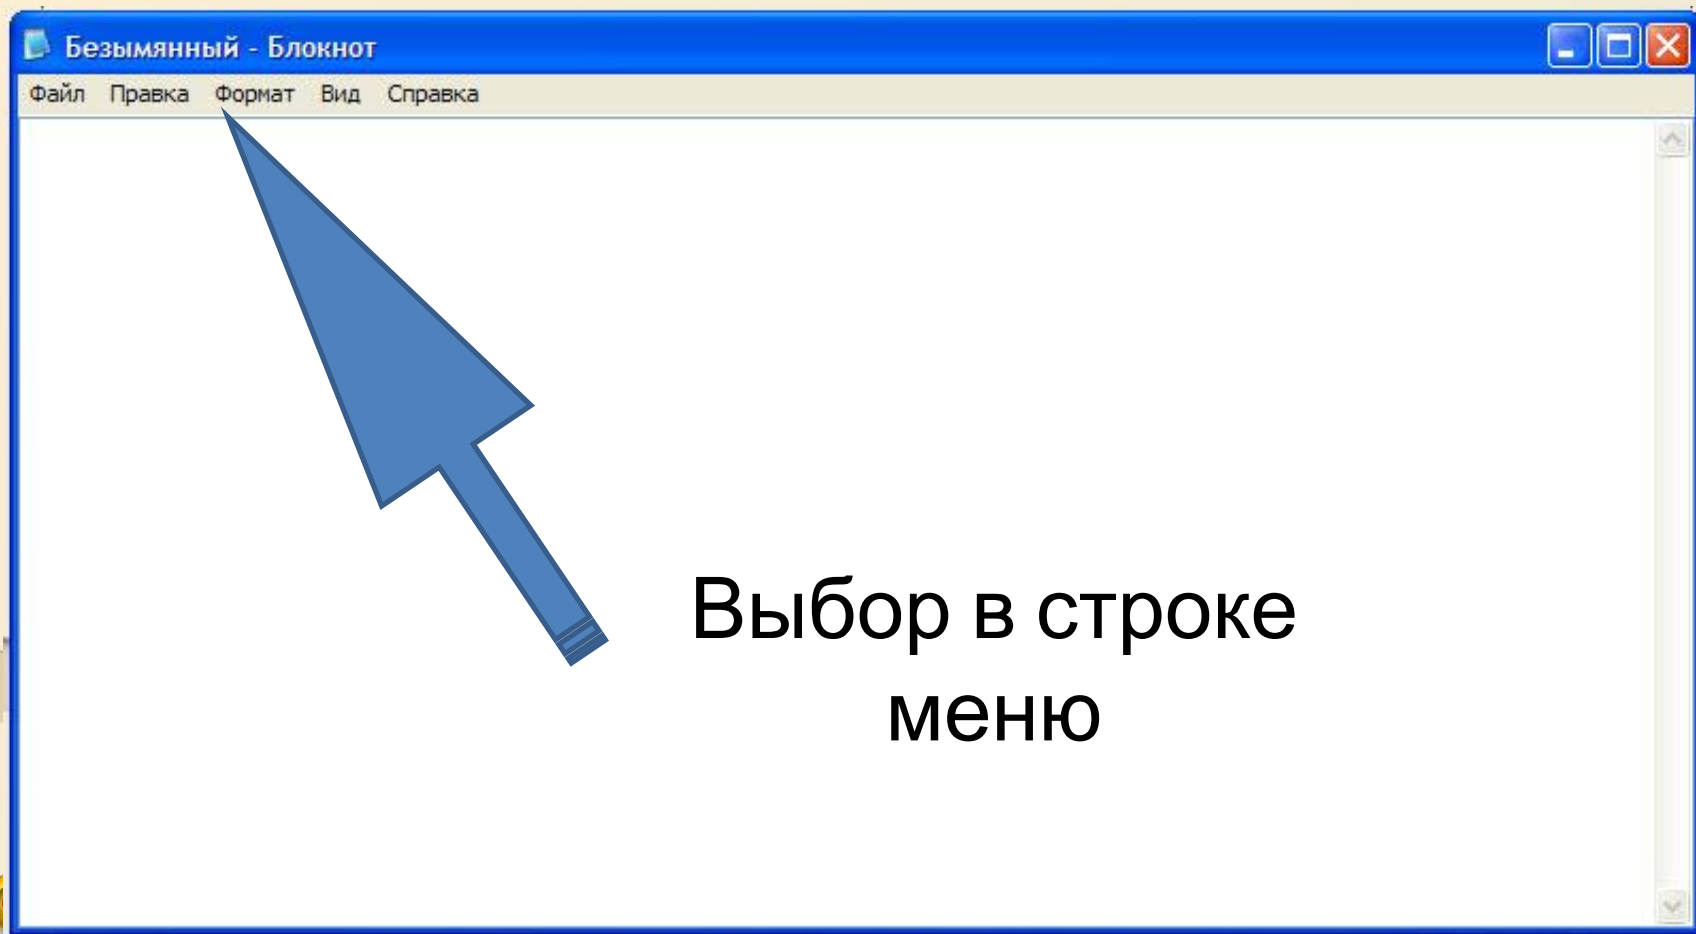 Безымянный - Блокнот
Файл Правка Формат Вид Справка
Выбор в строке
меню